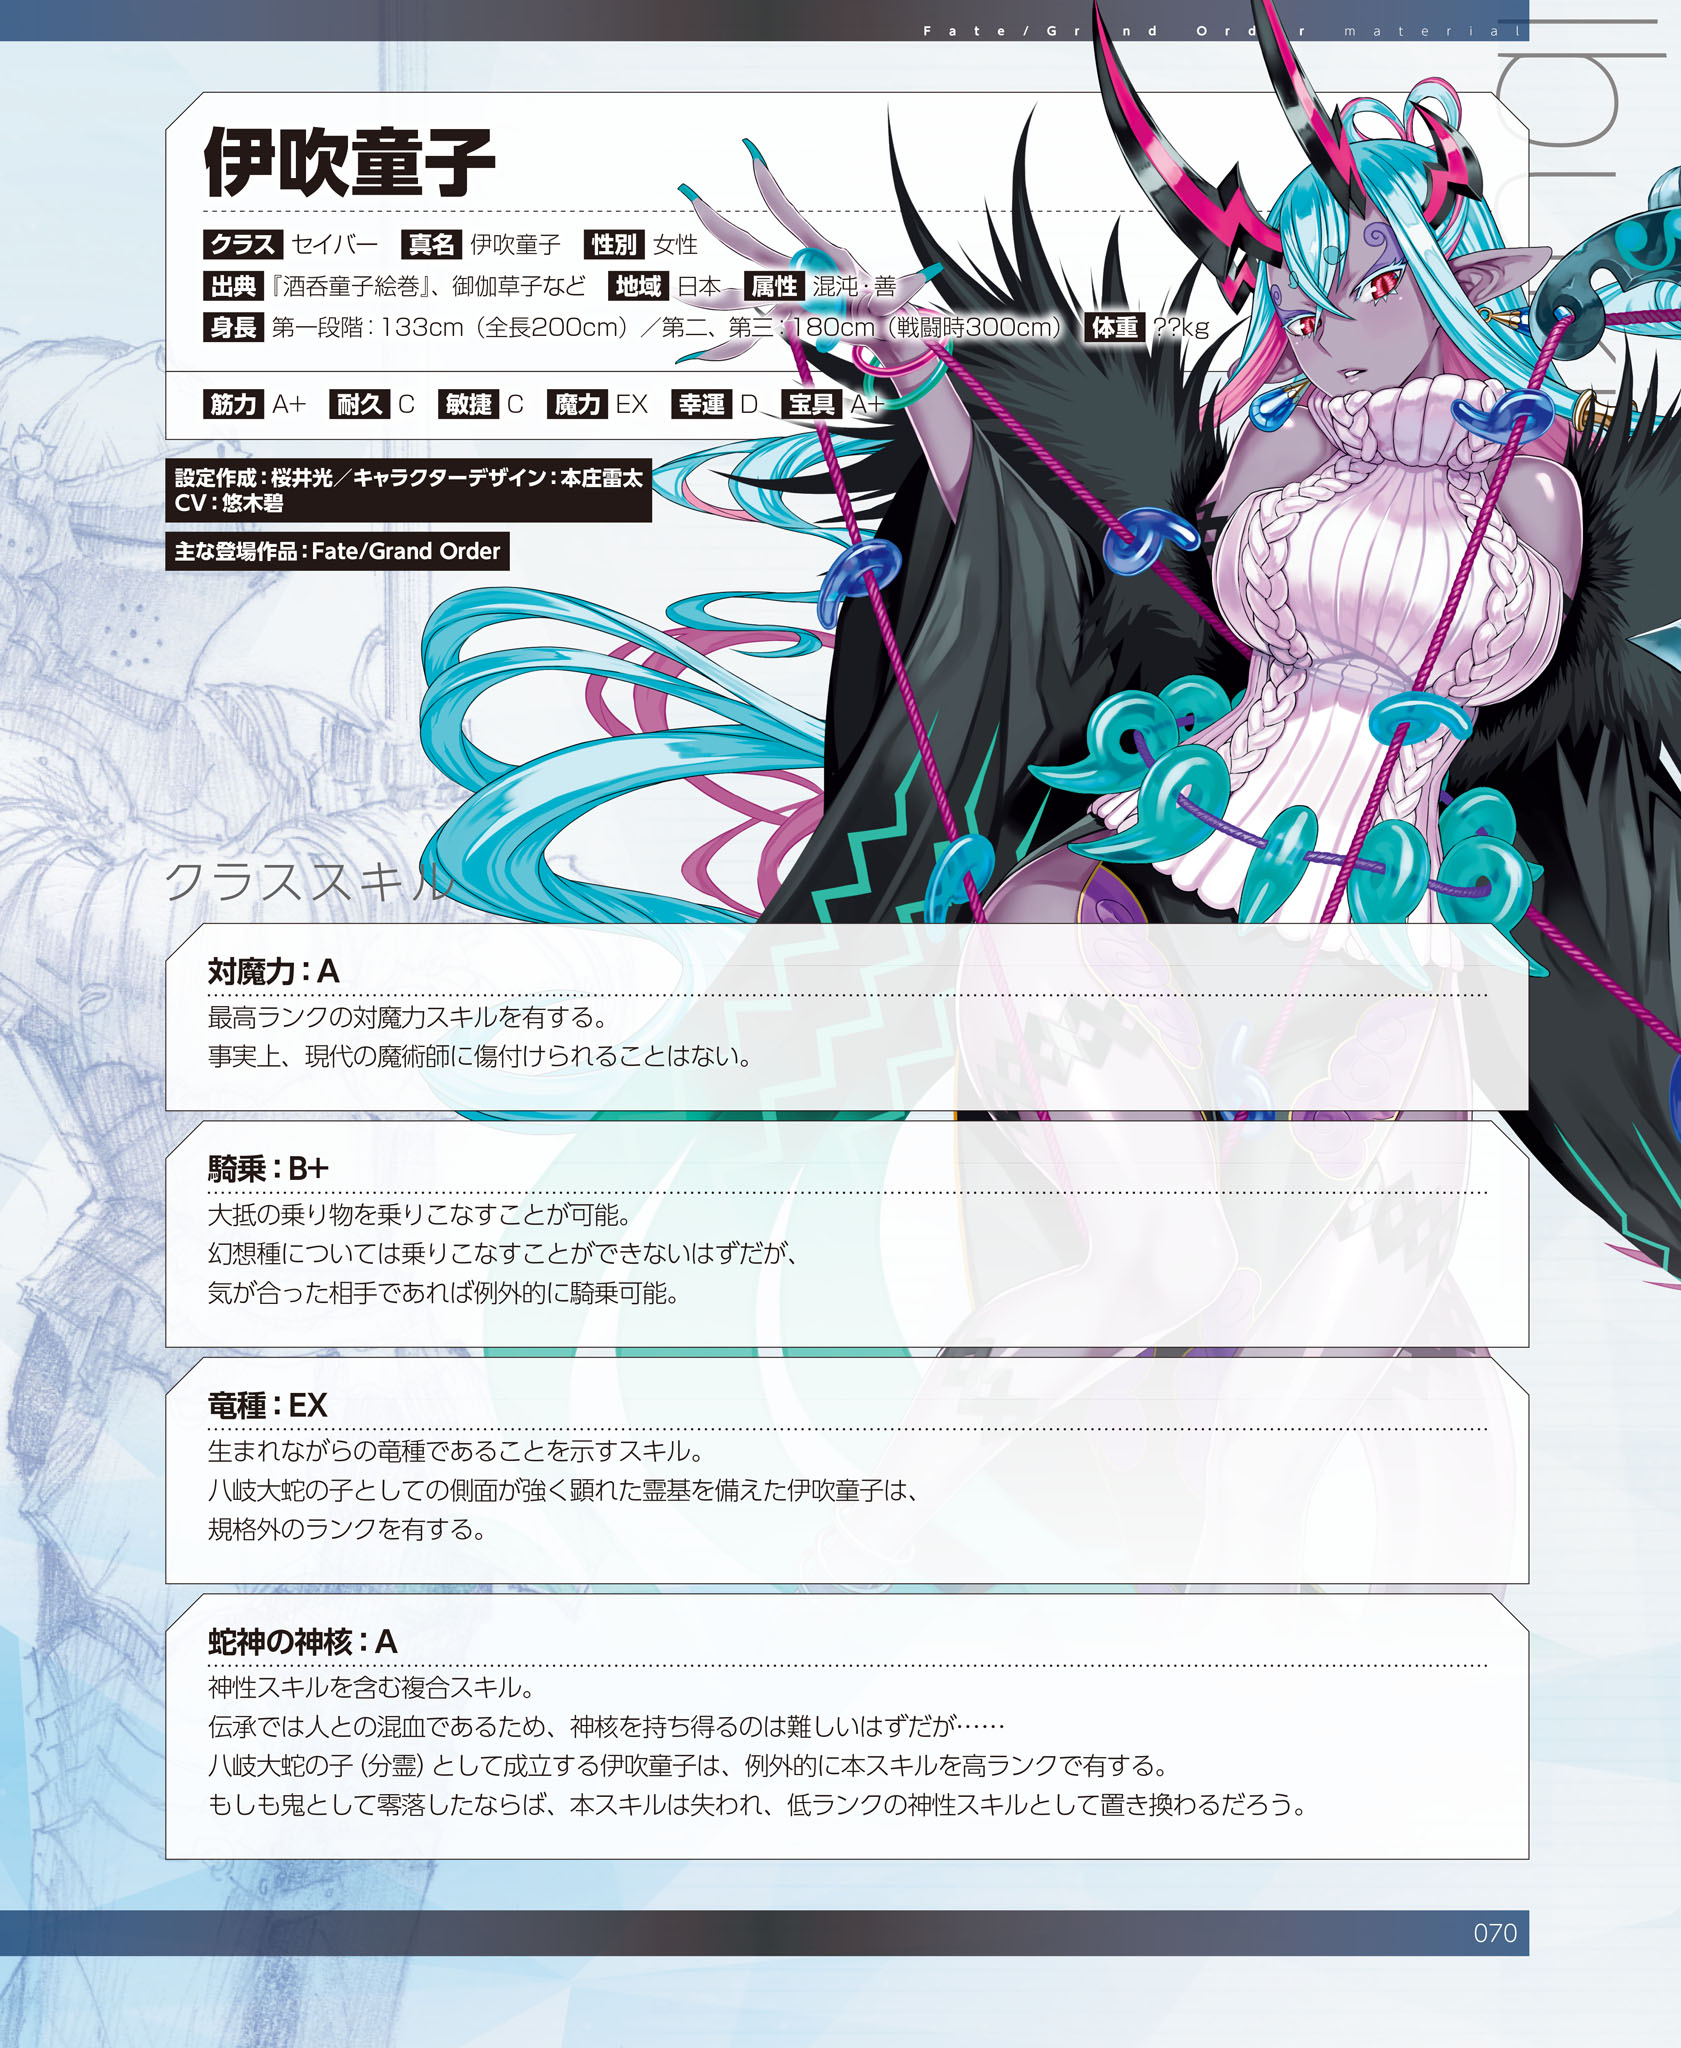 Fate/Grand Order material
伊吹童子
クラス セイバー 真名 伊吹童子 性別 女性
出典 『酒呑童子絵巻』、御伽草子など 地域 日本 属性 混沌・善
身長 第一段階：133cm（全長200cm）／第二、第三：180cm（戦闘時300cm） 体重 ??kg
筋力 A+ 耐久 C 敏捷 C 魔力 EX 幸運 D 宝具 A+
設定作成：桜井光／キャラクターデザイン：本庄雷太
CV：悠木碧
主な登場作品：Fate/Grand Order
クラススキル
対魔力：A
最高ランクの対魔力スキルを有する。
事実上、現代の魔術師に傷付けられることはない。
騎乗：B+
大抵の乗り物を乗りこなすことが可能。
幻想種については乗りこなすことができないはずだが、
気が合った相手であれば例外的に騎乗可能。
竜種：EX
生まれながらの竜種であることを示すスキル。
八岐大蛇の子としての側面が強く顕れた霊基を備えた伊吹童子は、
規格外のランクを有する。
蛇神の神核：A
神性スキルを含む複合スキル。
伝承では人との混血であるため、神核を持ち得るのは難しいはずだが……
八岐大蛇の子（分霊）として成立する伊吹童子は、例外的に本スキルを高ランクで有する。
もしも鬼として零落したならば、本スキルは失われ、低ランクの神性スキルとして置き換わるだろう。
070